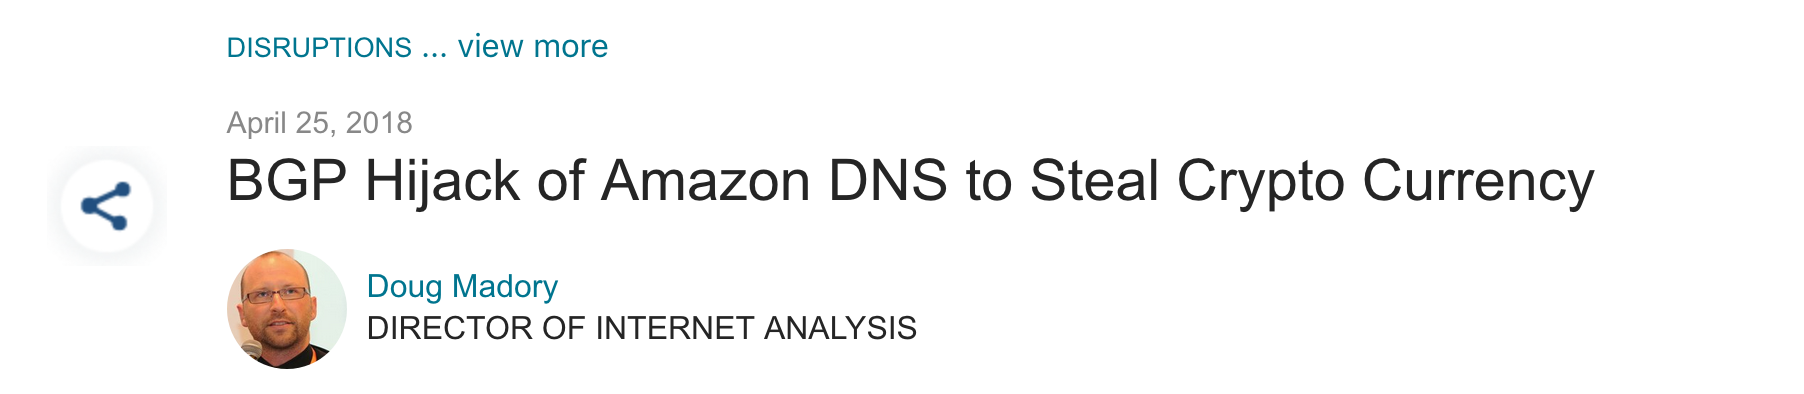 DISRUPTIONS ... view more
April 25, 2018
BGP Hijack of Amazon DNS to Steal Crypto Currency
Doug Madory
DIRECTOR OF INTERNET ANALYSIS